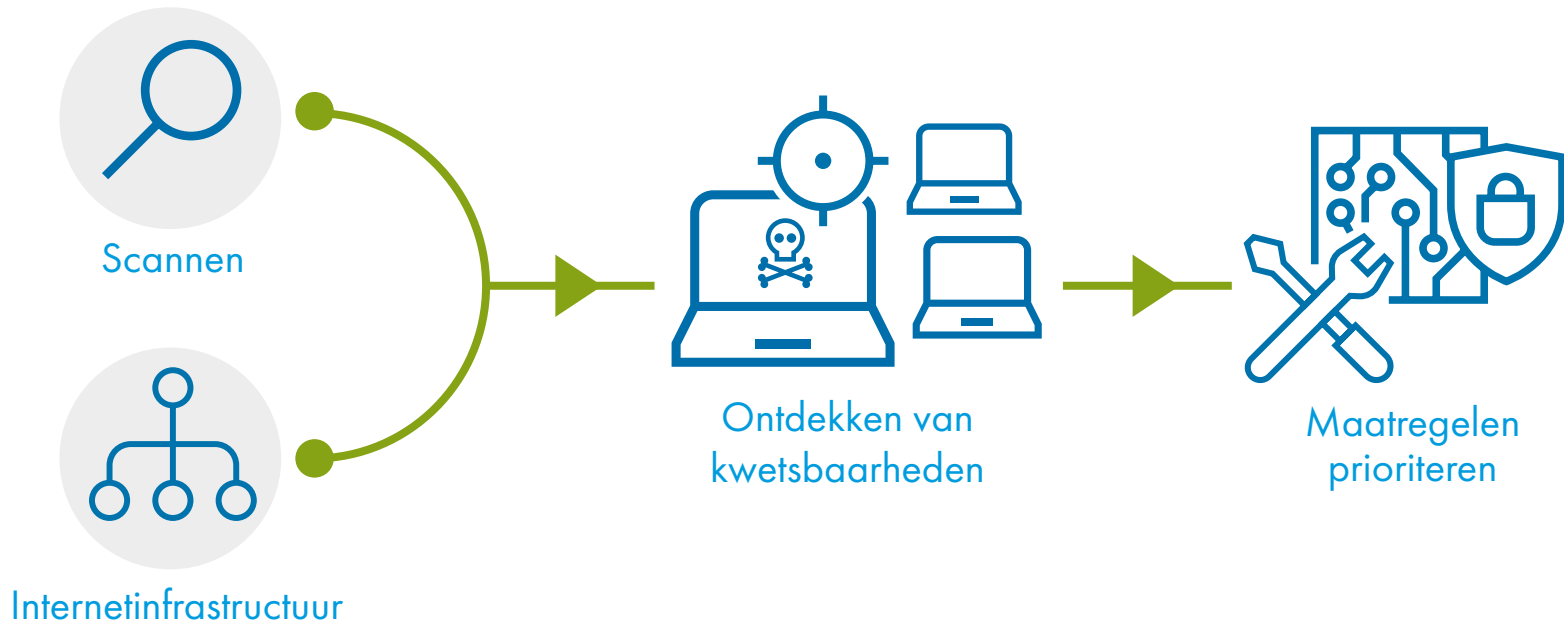 Scannen
Internetinfrastructuur
Ontdekken van
kwetsbaarheden
Maatregelen
prioriteren